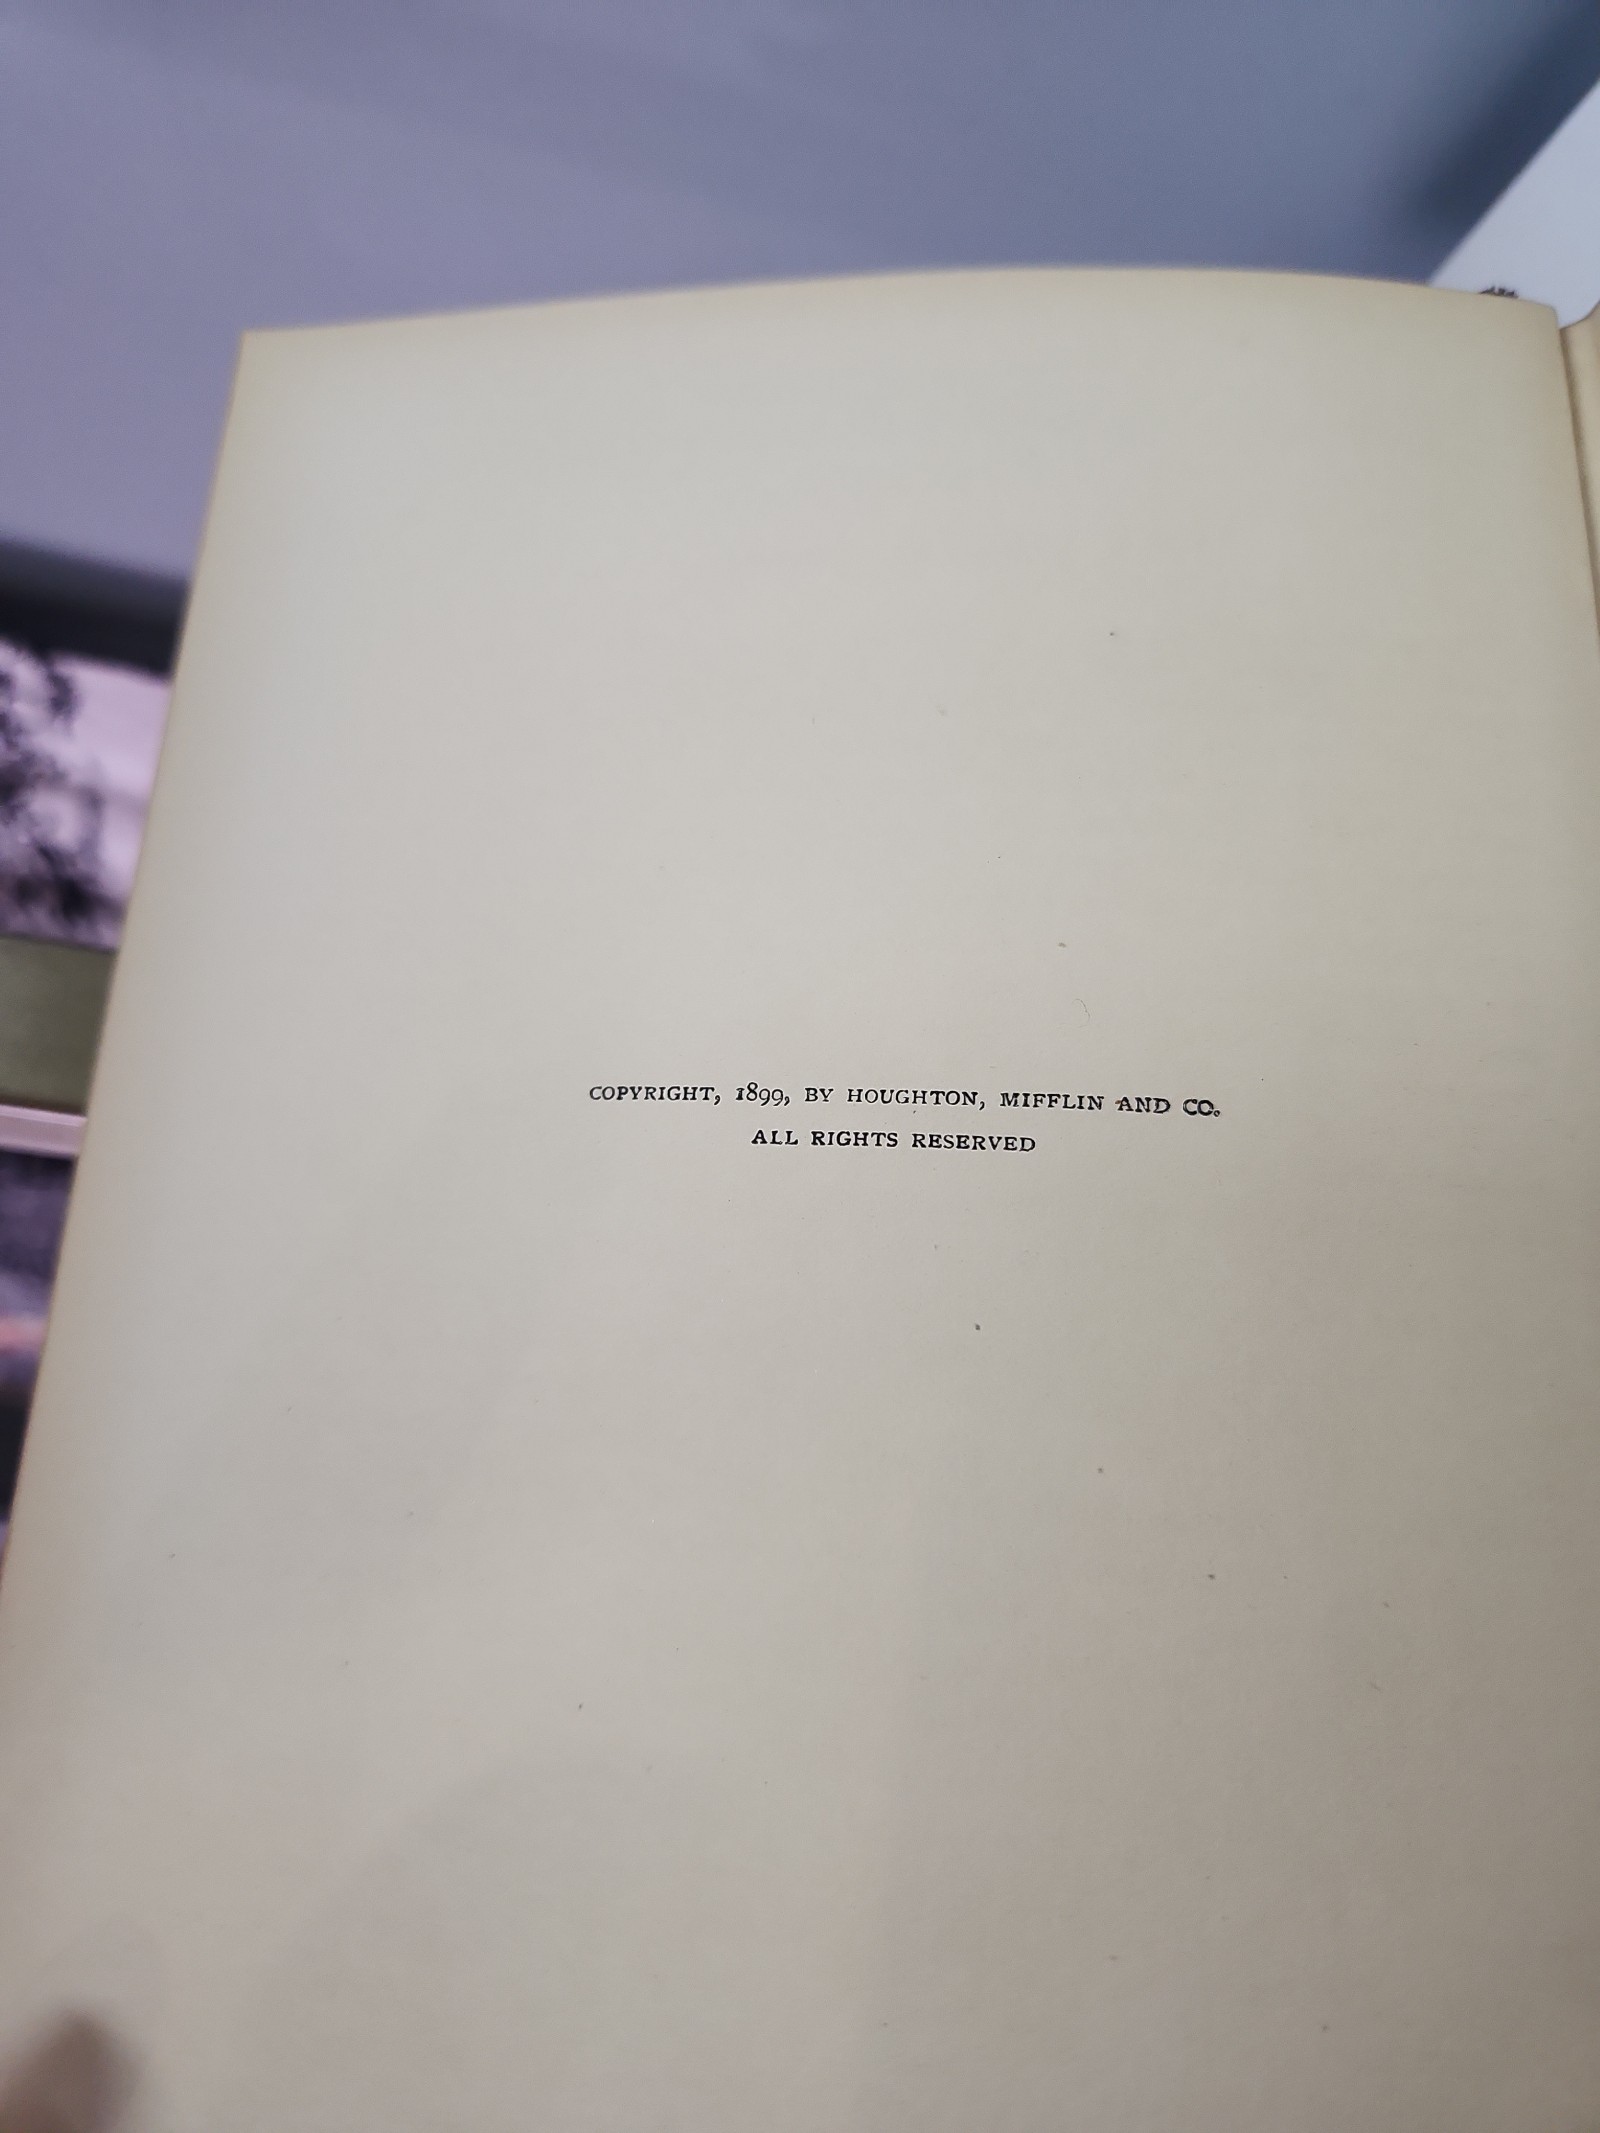 COPYRIGHT, 1899, BY HOUGHTON, MIFFLIN AND CO.
ALL RIGHTS RESERVED